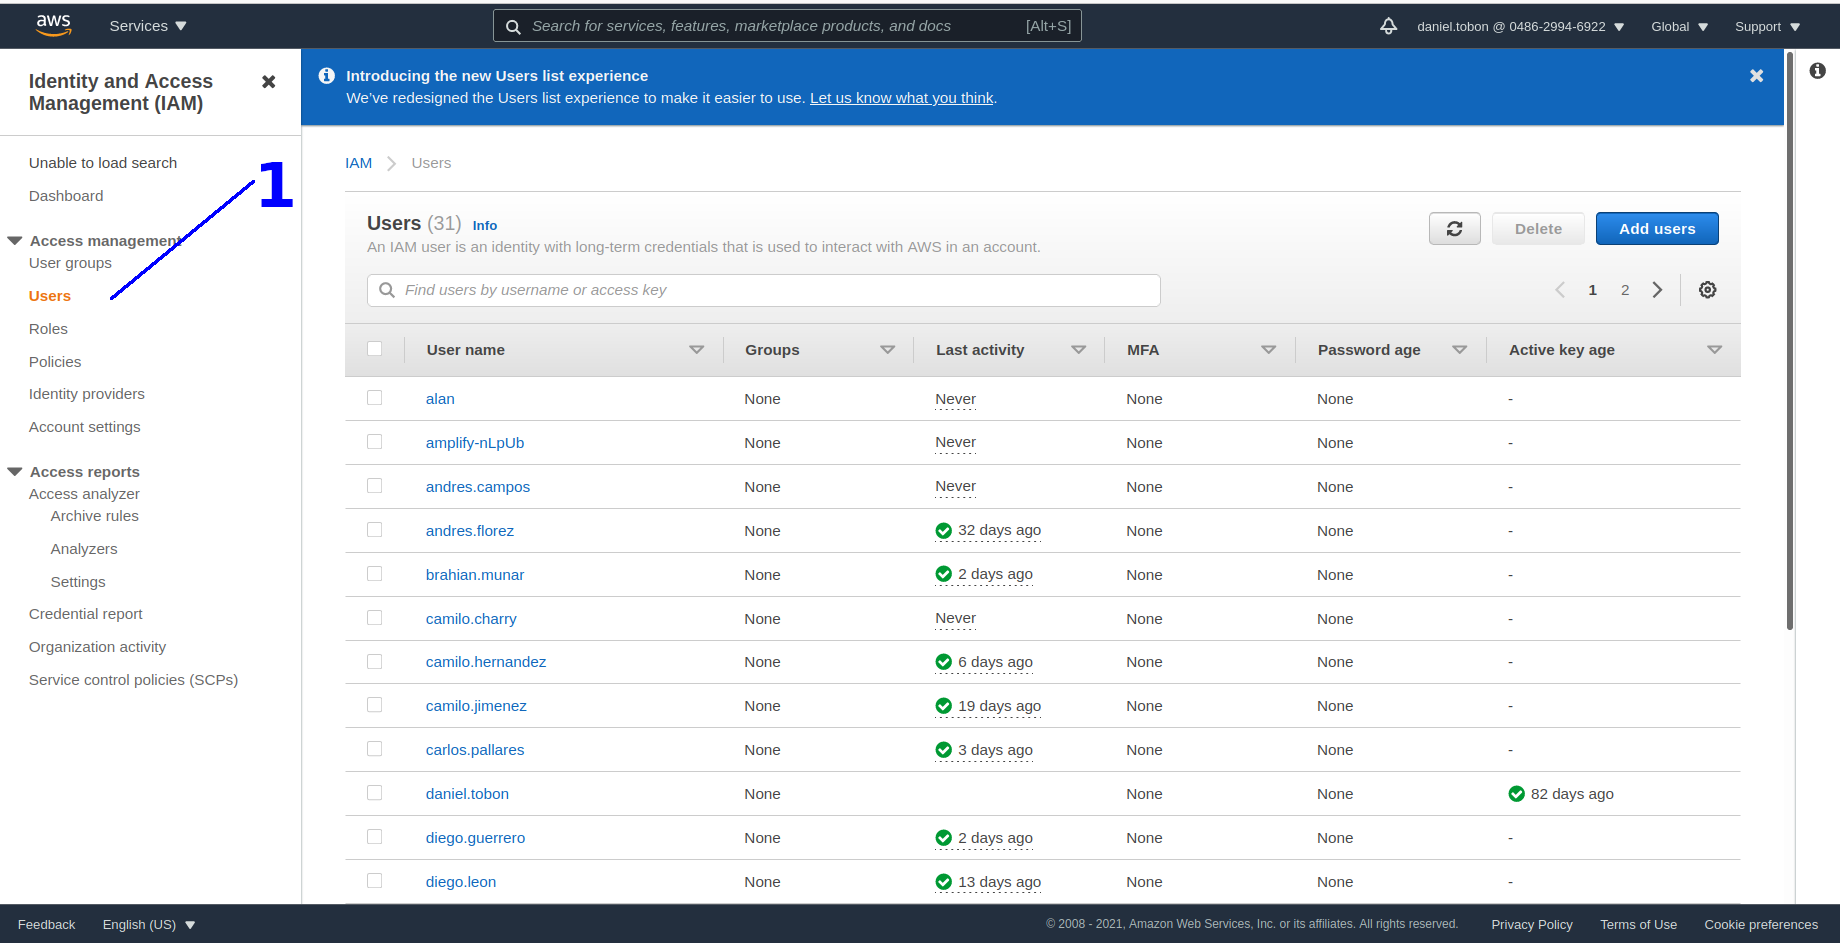 aws
Services
Search for services, features, marketplace products, and docs [Alt+S]
daniel.tobon @ 0486-2994-6922
Global
Support
Identity and Access
Management (IAM)
Unable to load search
Dashboard
1
Access management
User groups
Users
Roles
Policies
Identity providers
Account settings
Access reports
Access analyzer
Archive rules
Analyzers
Settings
Credential report
Organization activity
Service control policies (SCPs)
Introducing the new Users list experience
We've redesigned the Users list experience to make it easier to use. Let us know what you think.
IAM Users
Users (31) Info
An IAM user is an identity with long-term credentials that is used to interact with AWS in an account.
Delete
Add users
Find users by username or access key
1 2
User name Groups Last activity MFA Password age Active key age
alan None Never None None -
amplify-nLpUb None Never None None -
andres.campos None Never None None -
andres.florez None 32 days ago None None -
brahian.munar None 2 days ago None None -
camilo.charry None Never None None -
camilo.hernandez None 6 days ago None None -
camilo.jimenez None 19 days ago None None -
carlos.pallares None 3 days ago None None -
daniel.tobon None None None 82 days ago
diego.guerrero None 2 days ago None None -
diego.leon None 13 days ago None None -
Feedback
English (US)
© 2008 - 2021, Amazon Web Services, Inc. or its affiliates. All rights reserved.
Privacy Policy
Terms of Use
Cookie preferences